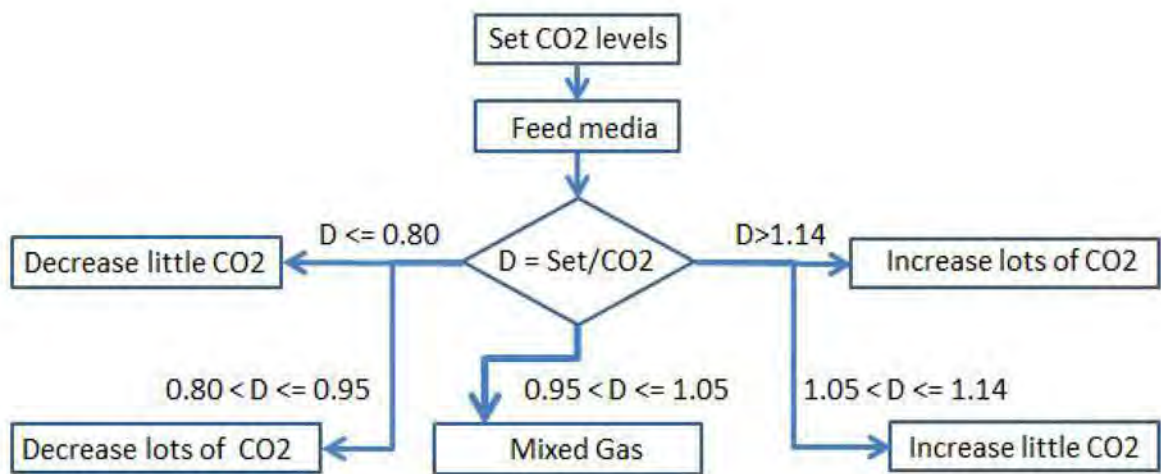 Set CO2 levels
Feed media
D <= 0.80
D>1.14
Decrease little CO2
D = Set/CO2
Increase lots of CO2
0.80 < D <= 0.95
0.95 < D <= 1.05
1.05 < D <= 1.14
Decrease lots of CO2
Mixed Gas
Increase little CO2